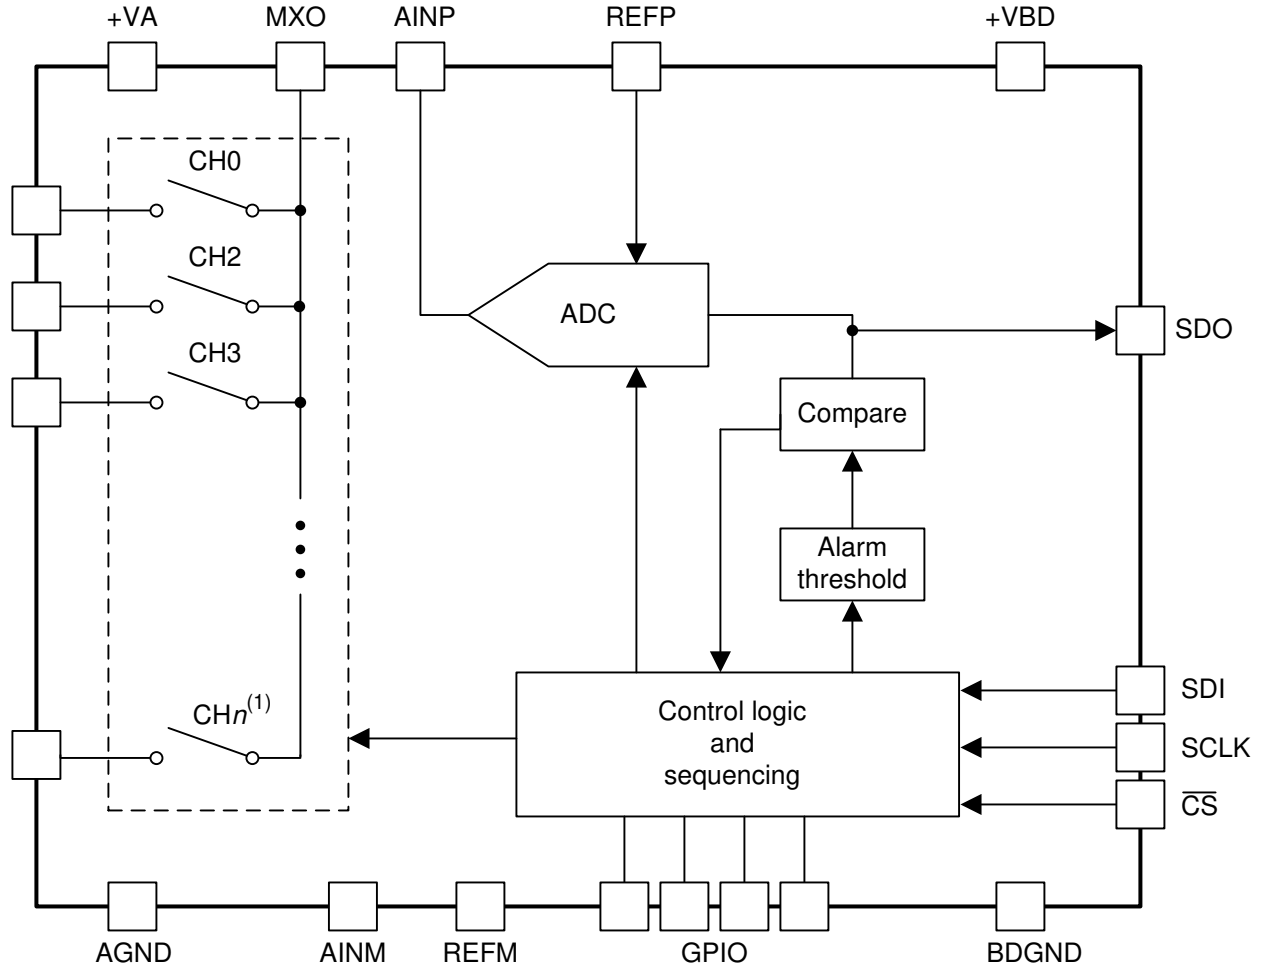 +VA
MXO
AINP
REFP
+VBD
CH0
CH2
CH3
CHn(1)
ADC
SDO
Compare
Alarm
threshold
Control logic
and
sequencing
SDI
SCLK
C̅S̅
AGND
AINM
REFM
GPIO
BDGND